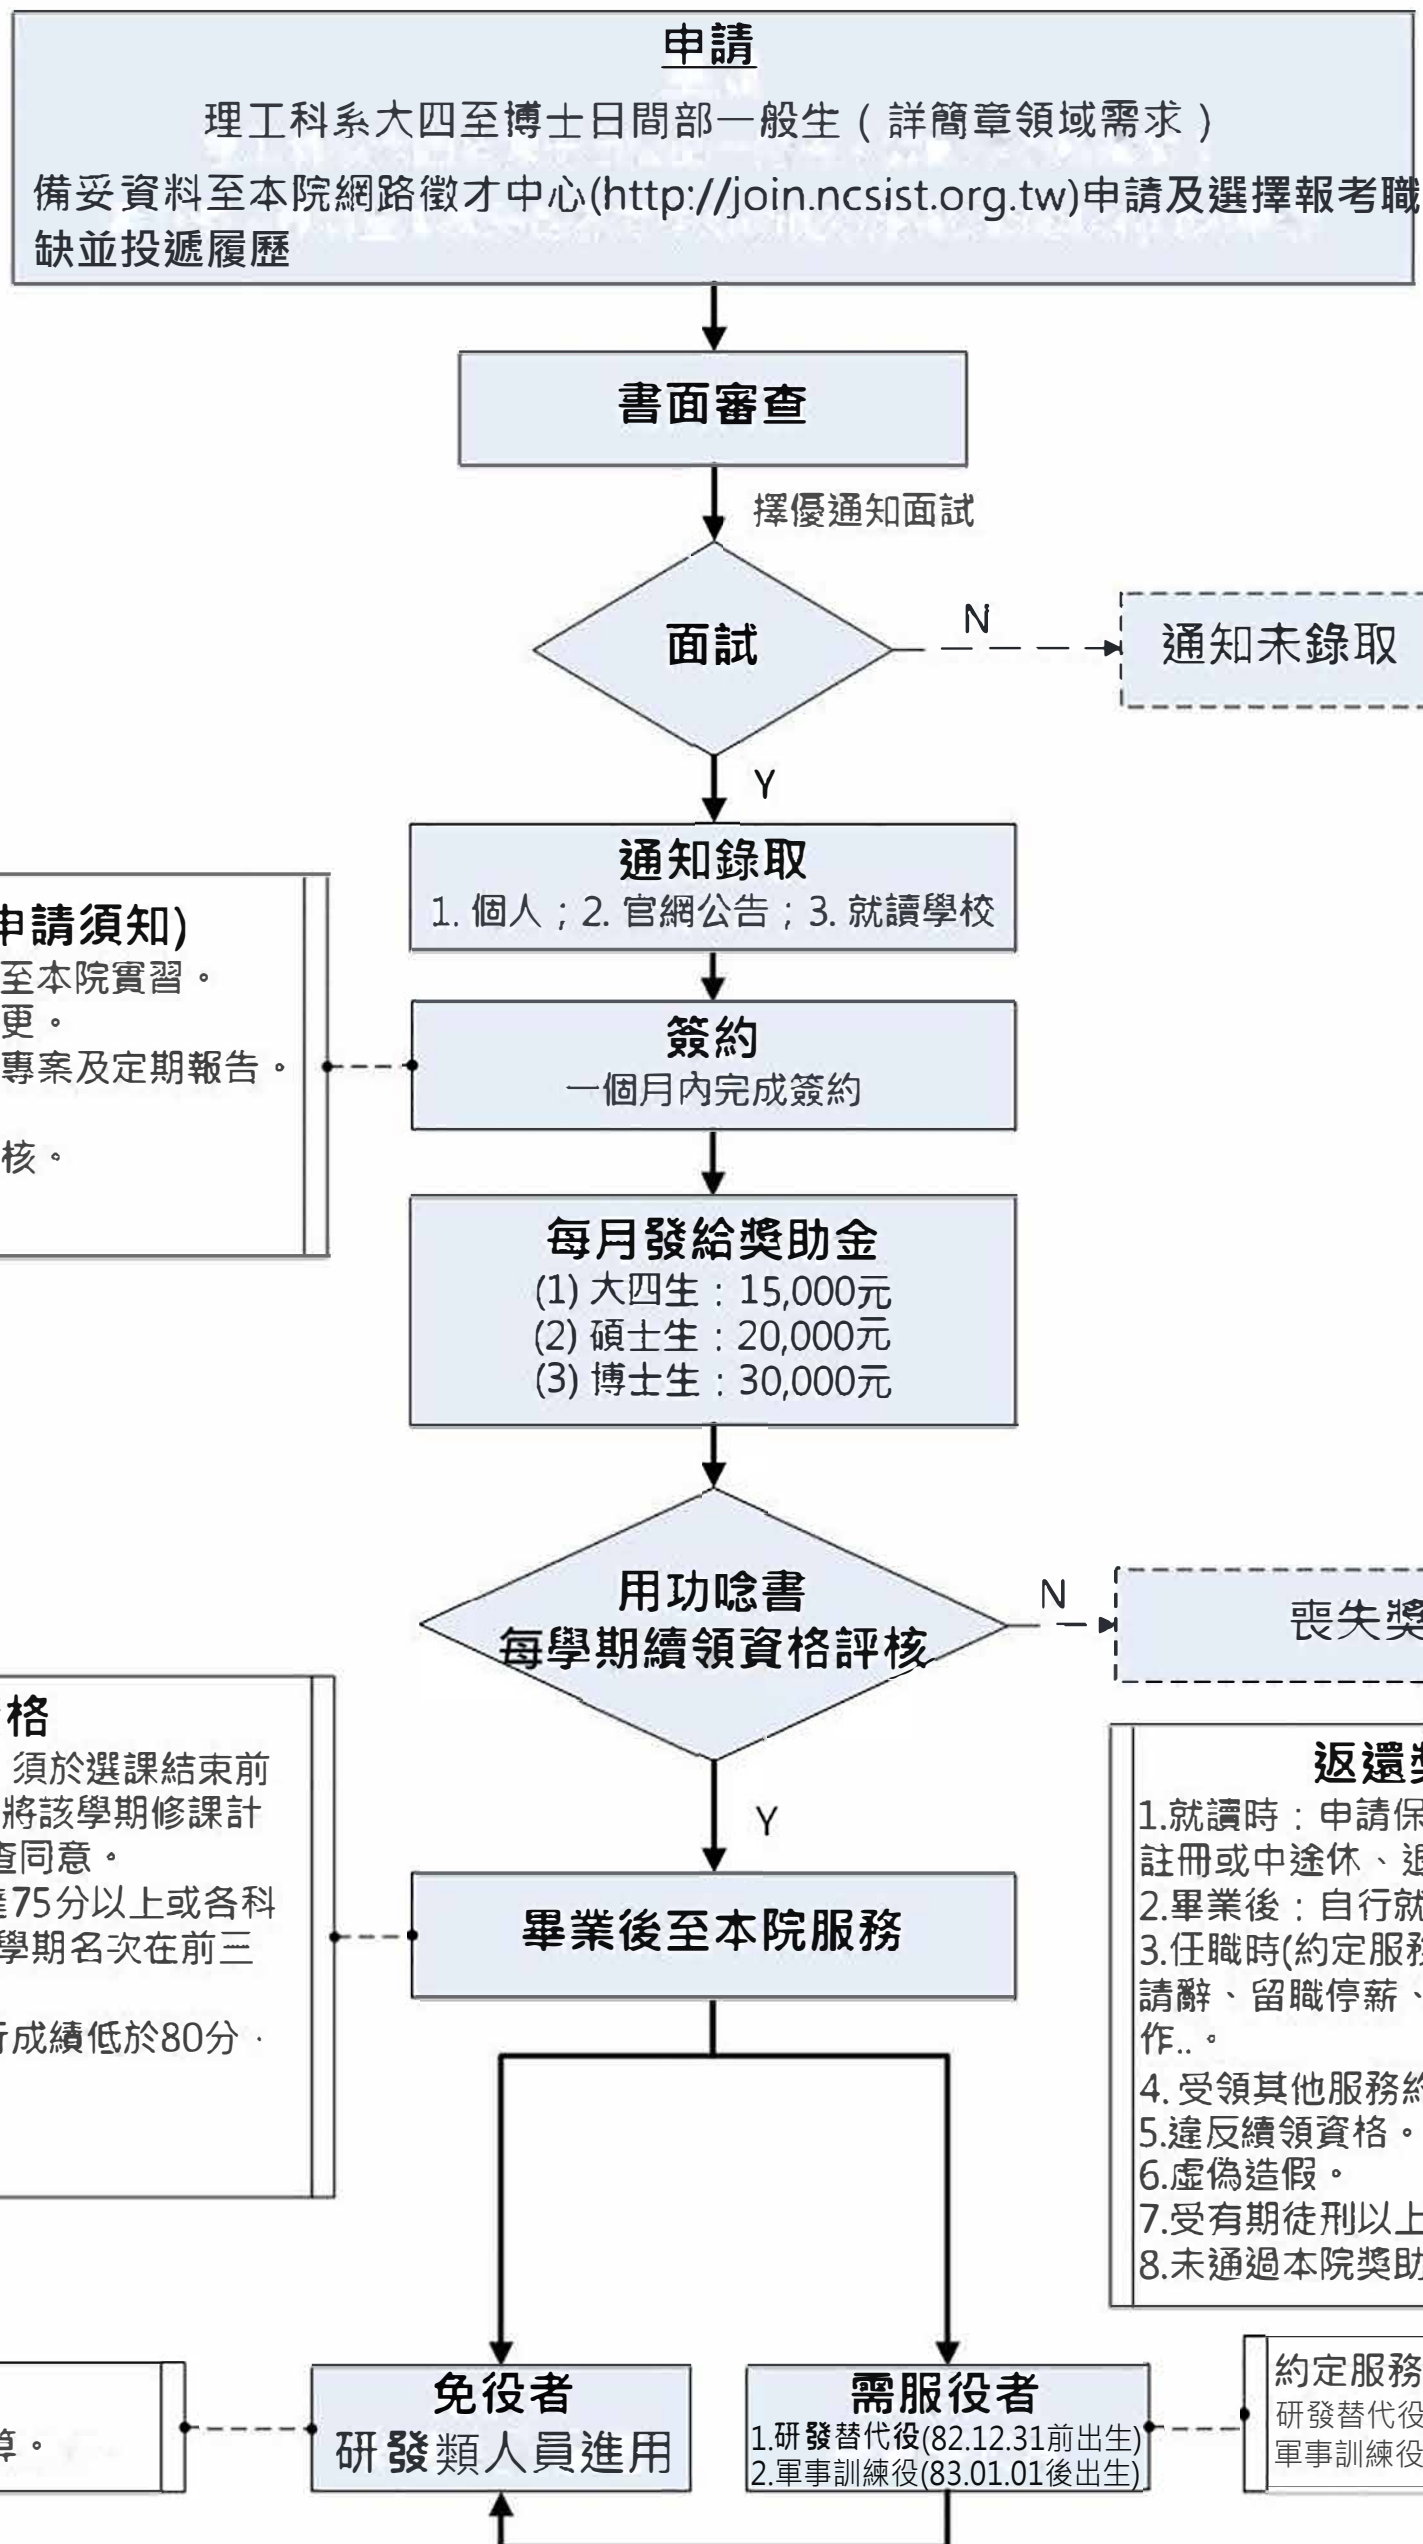 申請
理工科系大四至博士日間部一般生（詳簡章領域需求）
備妥資料至本院網路徵才中心(http://join.ncsist.org.tw)申請及選擇報考職
缺並投遞履歷
書面審查
擇優通知面試
面試
N
通知未錄取
Y
通知錄取
1. 個人；2. 官網公告；3. 就讀學校
申請須知)
至本院實習。
更。
專案及定期報告。
核。
簽約
一個月內完成簽約
每月發給獎助金
(1) 大四生：15,000元
(2) 碩士生：20,000元
(3) 博士生：30,000元
用功唸書
每學期續領資格評核
N
喪失獎
Y
格
須於選課結束前
將該學期修課計
查同意。
達75分以上或各科
學期名次在前三
行成績低於80分．
畢業後至本院服務
返還獎
1.就讀時：申請保
註冊或中途休、退
2.畢業後：自行就
3.任職時(約定服務
請辭、留職停薪、
作..。
4. 受領其他服務約
5.違反續領資格。
6.虛偽造假。
7.受有期徒刑以上
8.未通過本院獎助
算。
免役者
研發類人員進用
需服役者
1.研發替代役(82.12.31前出生)
2.軍事訓練役(83.01.01後出生)
約定服務
研發替代役
軍事訓練役